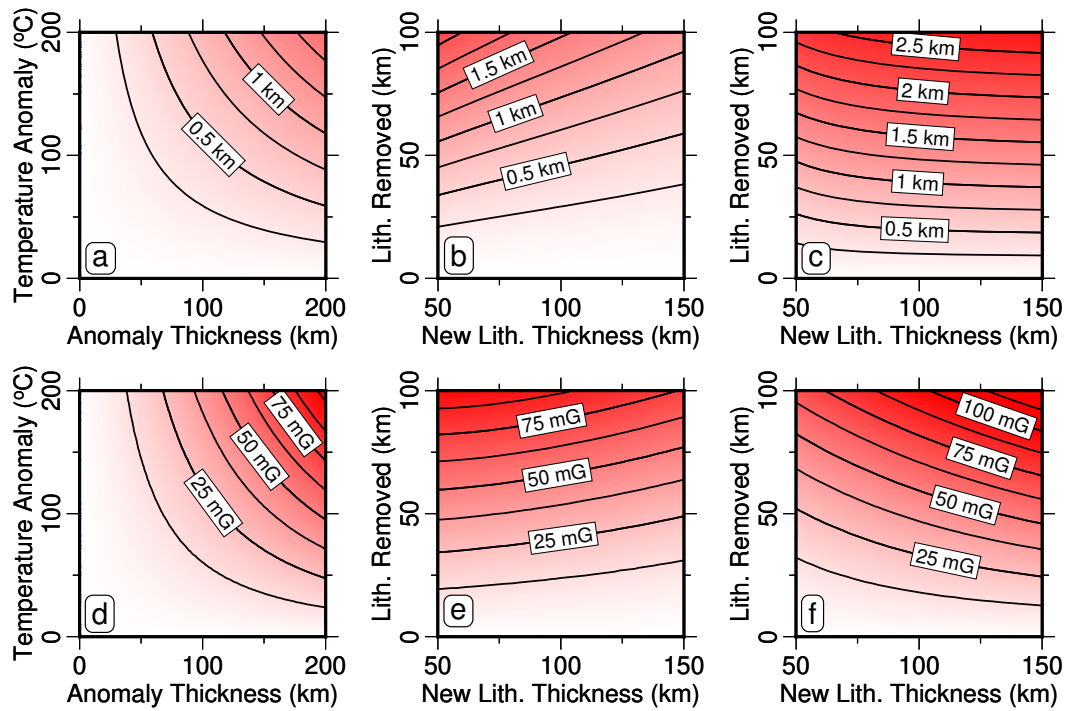 Temperature Anomaly (ºC)
200
100
0
1 km
0.5 km
a
0
100
200
Anomaly Thickness (km)
Lith. Removed (km)
100
50
0
1.5 km
1 km
0.5 km
b
50
100
150
New Lith. Thickness (km)
Lith. Removed (km)
100
50
0
2.5 km
2 km
1.5 km
1 km
0.5 km
c
50
100
150
New Lith. Thickness (km)
Temperature Anomaly (ºC)
200
100
0
75 mG
50 mG
25 mG
d
0
100
200
Anomaly Thickness (km)
Lith. Removed (km)
100
50
0
75 mG
50 mG
25 mG
e
50
100
150
New Lith. Thickness (km)
Lith. Removed (km)
100
50
0
100 mG
75 mG
50 mG
25 mG
f
50
100
150
New Lith. Thickness (km)